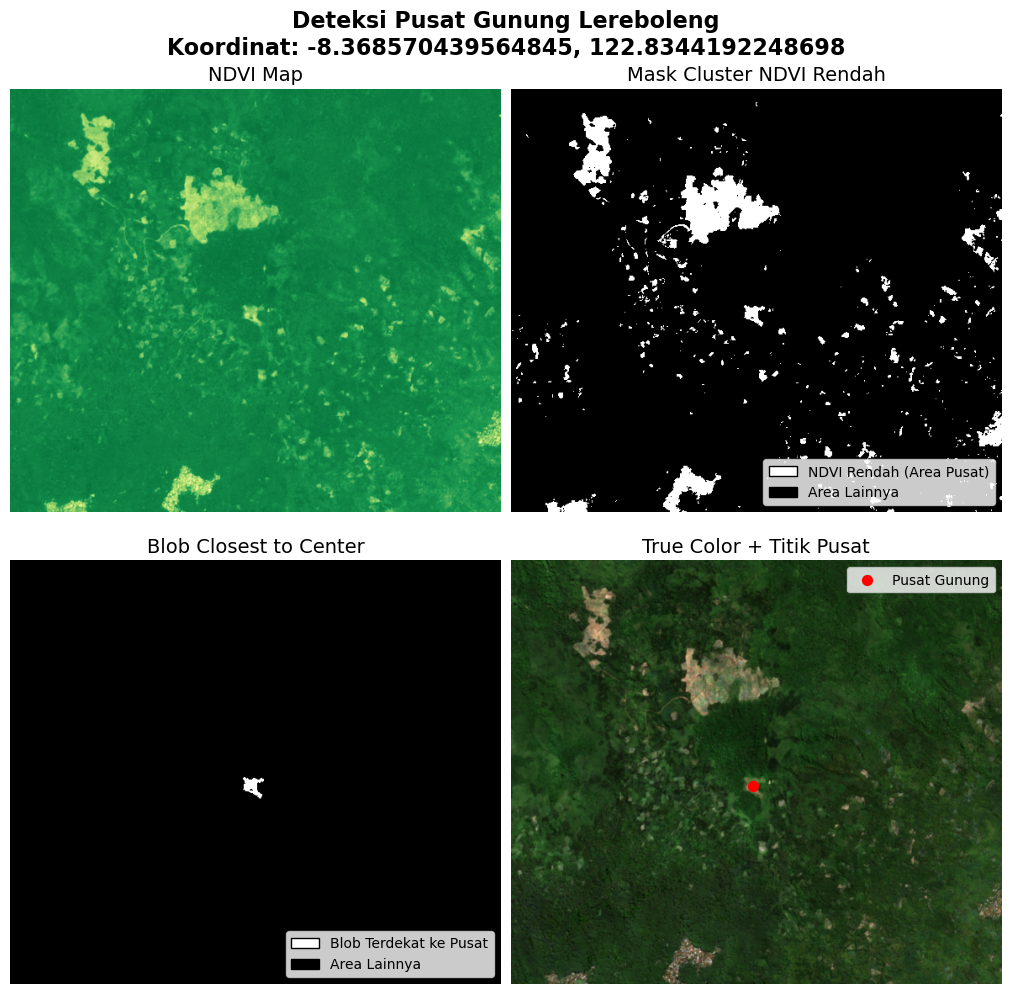 Deteksi Pusat Gunung Lereboleng
Koordinat: -8.368570439564845, 122.8344192248698
NDVI Map
Mask Cluster NDVI Rendah
NDVI Rendah (Area Pusat)
Area Lainnya
Blob Closest to Center
True Color + Titik Pusat
Pusat Gunung
Blob Terdekat ke Pusat
Area Lainnya